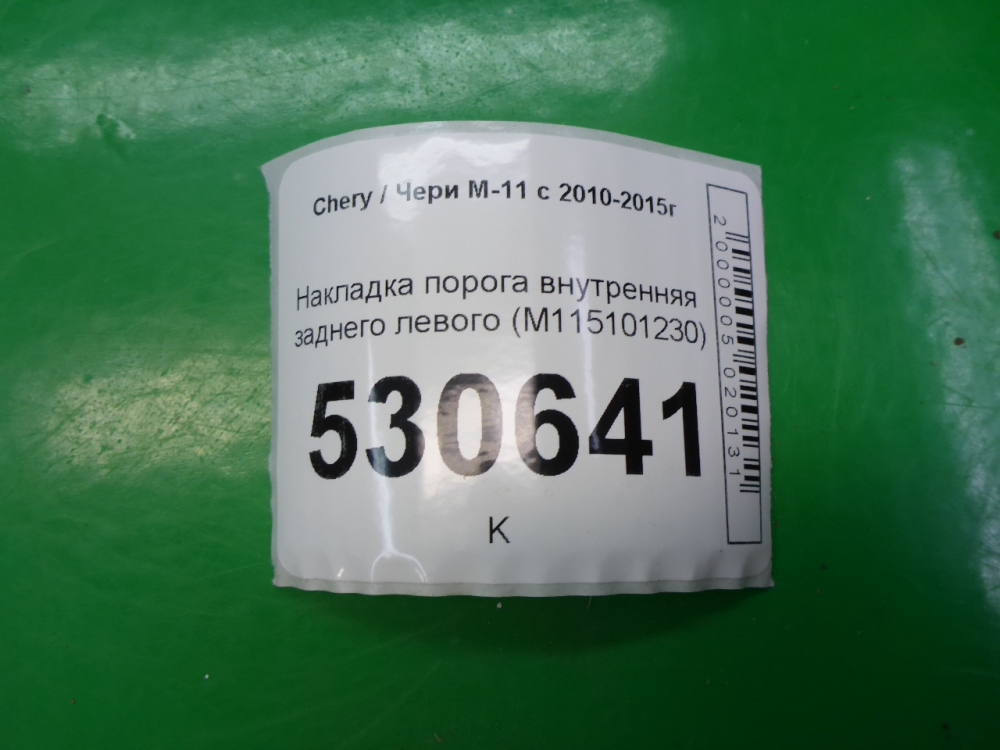 Chery / Чери М-11 с 2010-2015г
Накладка порога внутренняя
заднего левого (M115101230)
530641
К
2000005020131